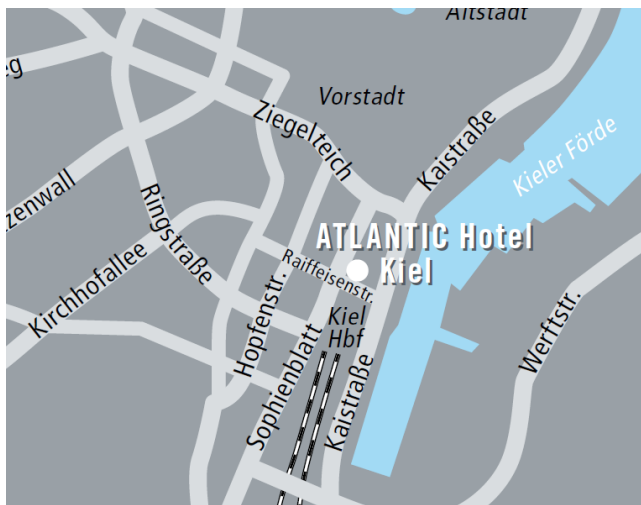 Altstadt
eg
Vorstadt
Ziegelteich
Kaistraße
Kieler Förde
zenwall
Ringstraße
ATLANTIC Hotel
Kiel
Raiffeisenstr.
Kirchhofallee
Hopfenstr.
Kiel
Hbf
Werftstr.
Sophienblatt
Kaistraße